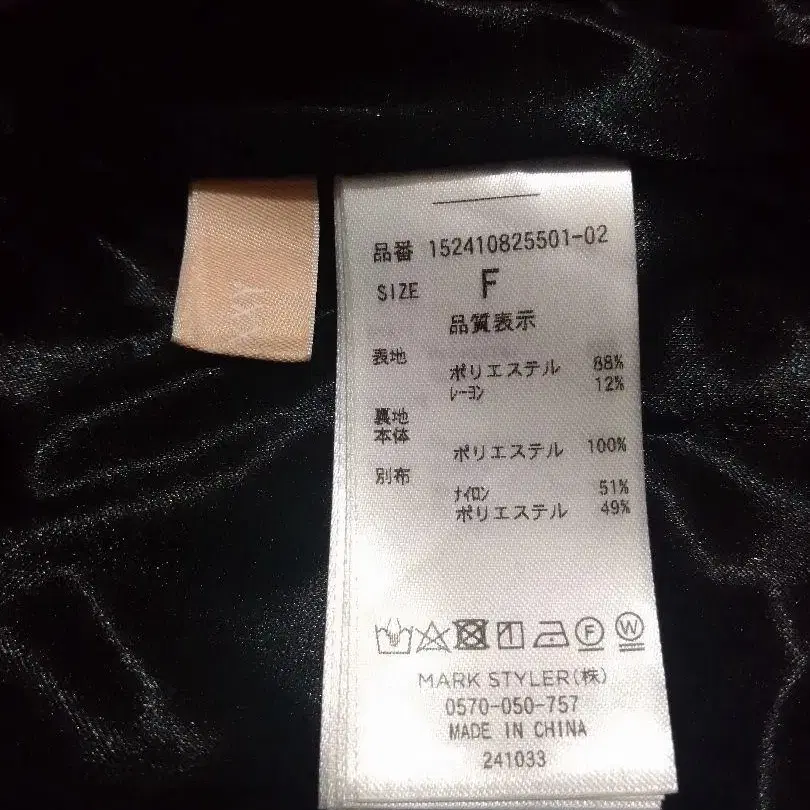 品番 152410825501-02
SIZE F
品質表示
表地 ポリエステル 88%
レーヨン 12%
裏地
本体 ポリエステル 100%
別布 ナイロン 51%
ポリエステル 49%
F W
MARK STYLER(株)
0570-050-757
MADE IN CHINA
241033